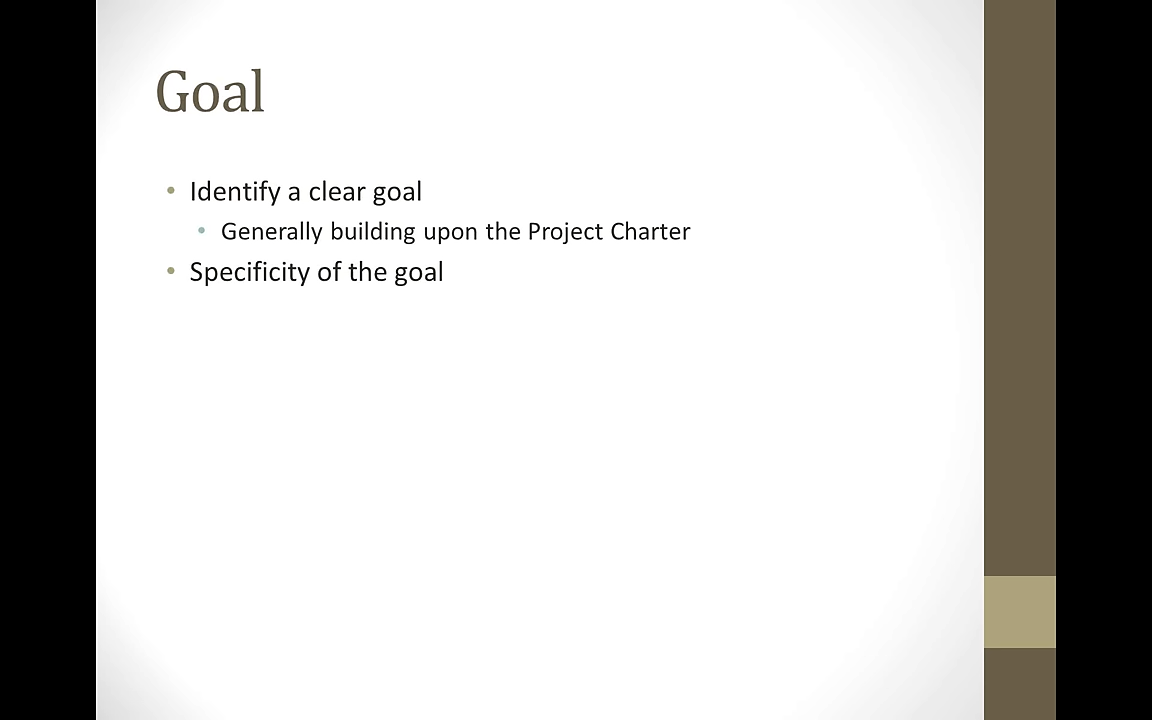 Goal
• Identify a clear goal
• Generally building upon the Project Charter
• Specificity of the goal